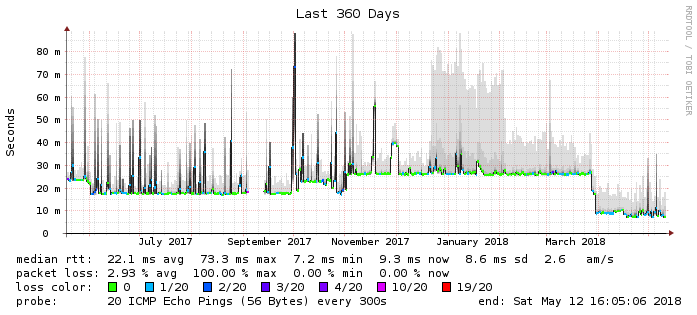 Last 360 Days
RRDTOOL / TOBI OETIKER
Seconds
80 m
70 m
60 m
50 m
40 m
30 m
20 m
10 m
0
July 2017 September 2017 November 2017 January 2018 March 2018
median rtt: 22.1 ms avg 73.3 ms max 7.2 ms min 9.3 ms now 8.6 ms sd 2.6 am/s
packet loss: 2.93 % avg 100.00 % max 0.00 % min 0.00 % now
loss color: 0 1/20 2/20 3/20 4/20 10/20 19/20
probe: 20 ICMP Echo Pings (56 Bytes) every 300s end: Sat May 12 16:05:06 2018